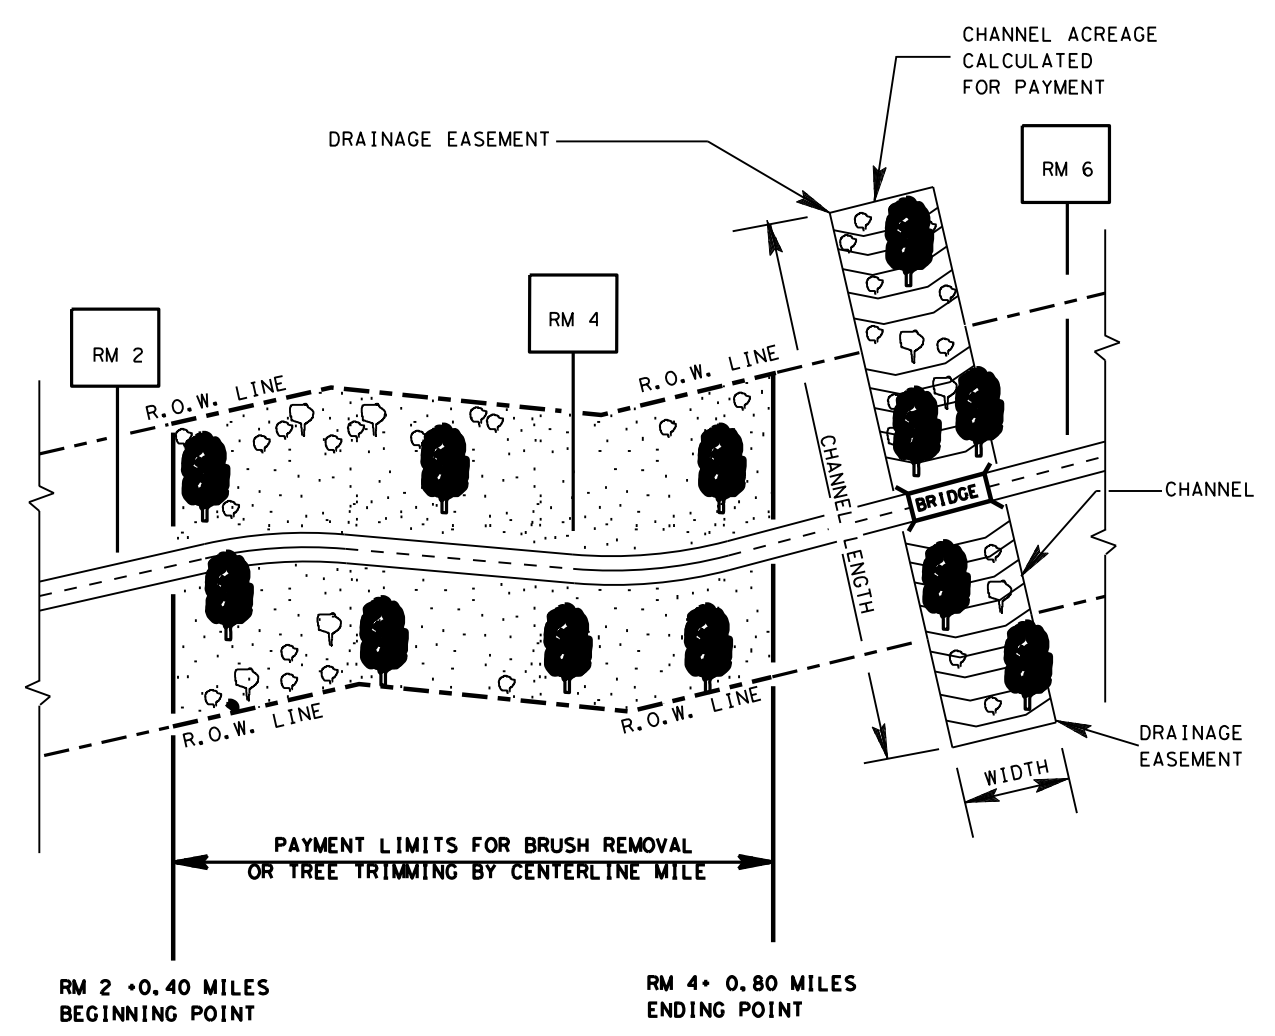 CHANNEL ACREAGE
CALCULATED
FOR PAYMENT
DRAINAGE EASEMENT
RM 6
RM 4
RM 2
R.O.W. LINE
R.O.W. LINE
CHANNEL LENGTH
BRIDGE
CHANNEL
R.O.W. LINE
R.O.W. LINE
DRAINAGE
EASEMENT
WIDTH
PAYMENT LIMITS FOR BRUSH REMOVAL
OR TREE TRIMMING BY CENTERLINE MILE
RM 2 +0.40 MILES
BEGINNING POINT
RM 4+ 0.80 MILES
ENDING POINT